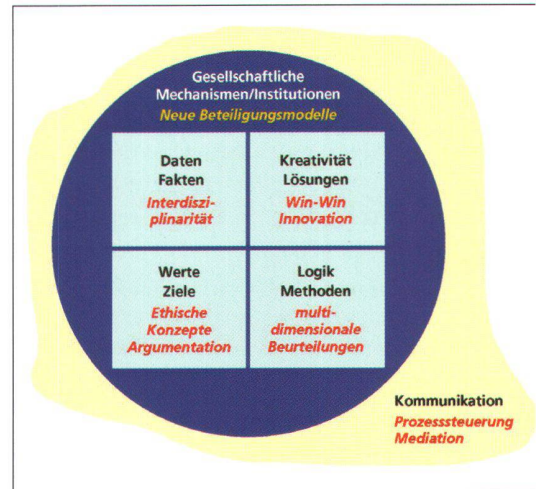 Gesellschaftliche
Mechanismen/Institutionen
Neue Beteiligungsmodelle
Daten
Fakten
Interdiszi-
plinarität
Kreativität
Lösungen
Win-Win
Innovation
Werte
Ziele
Ethische
Konzepte
Argumentation
Logik
Methoden
multi-
dimensionale
Beurteilungen
Kommunikation
Prozesssteuerung
Mediation